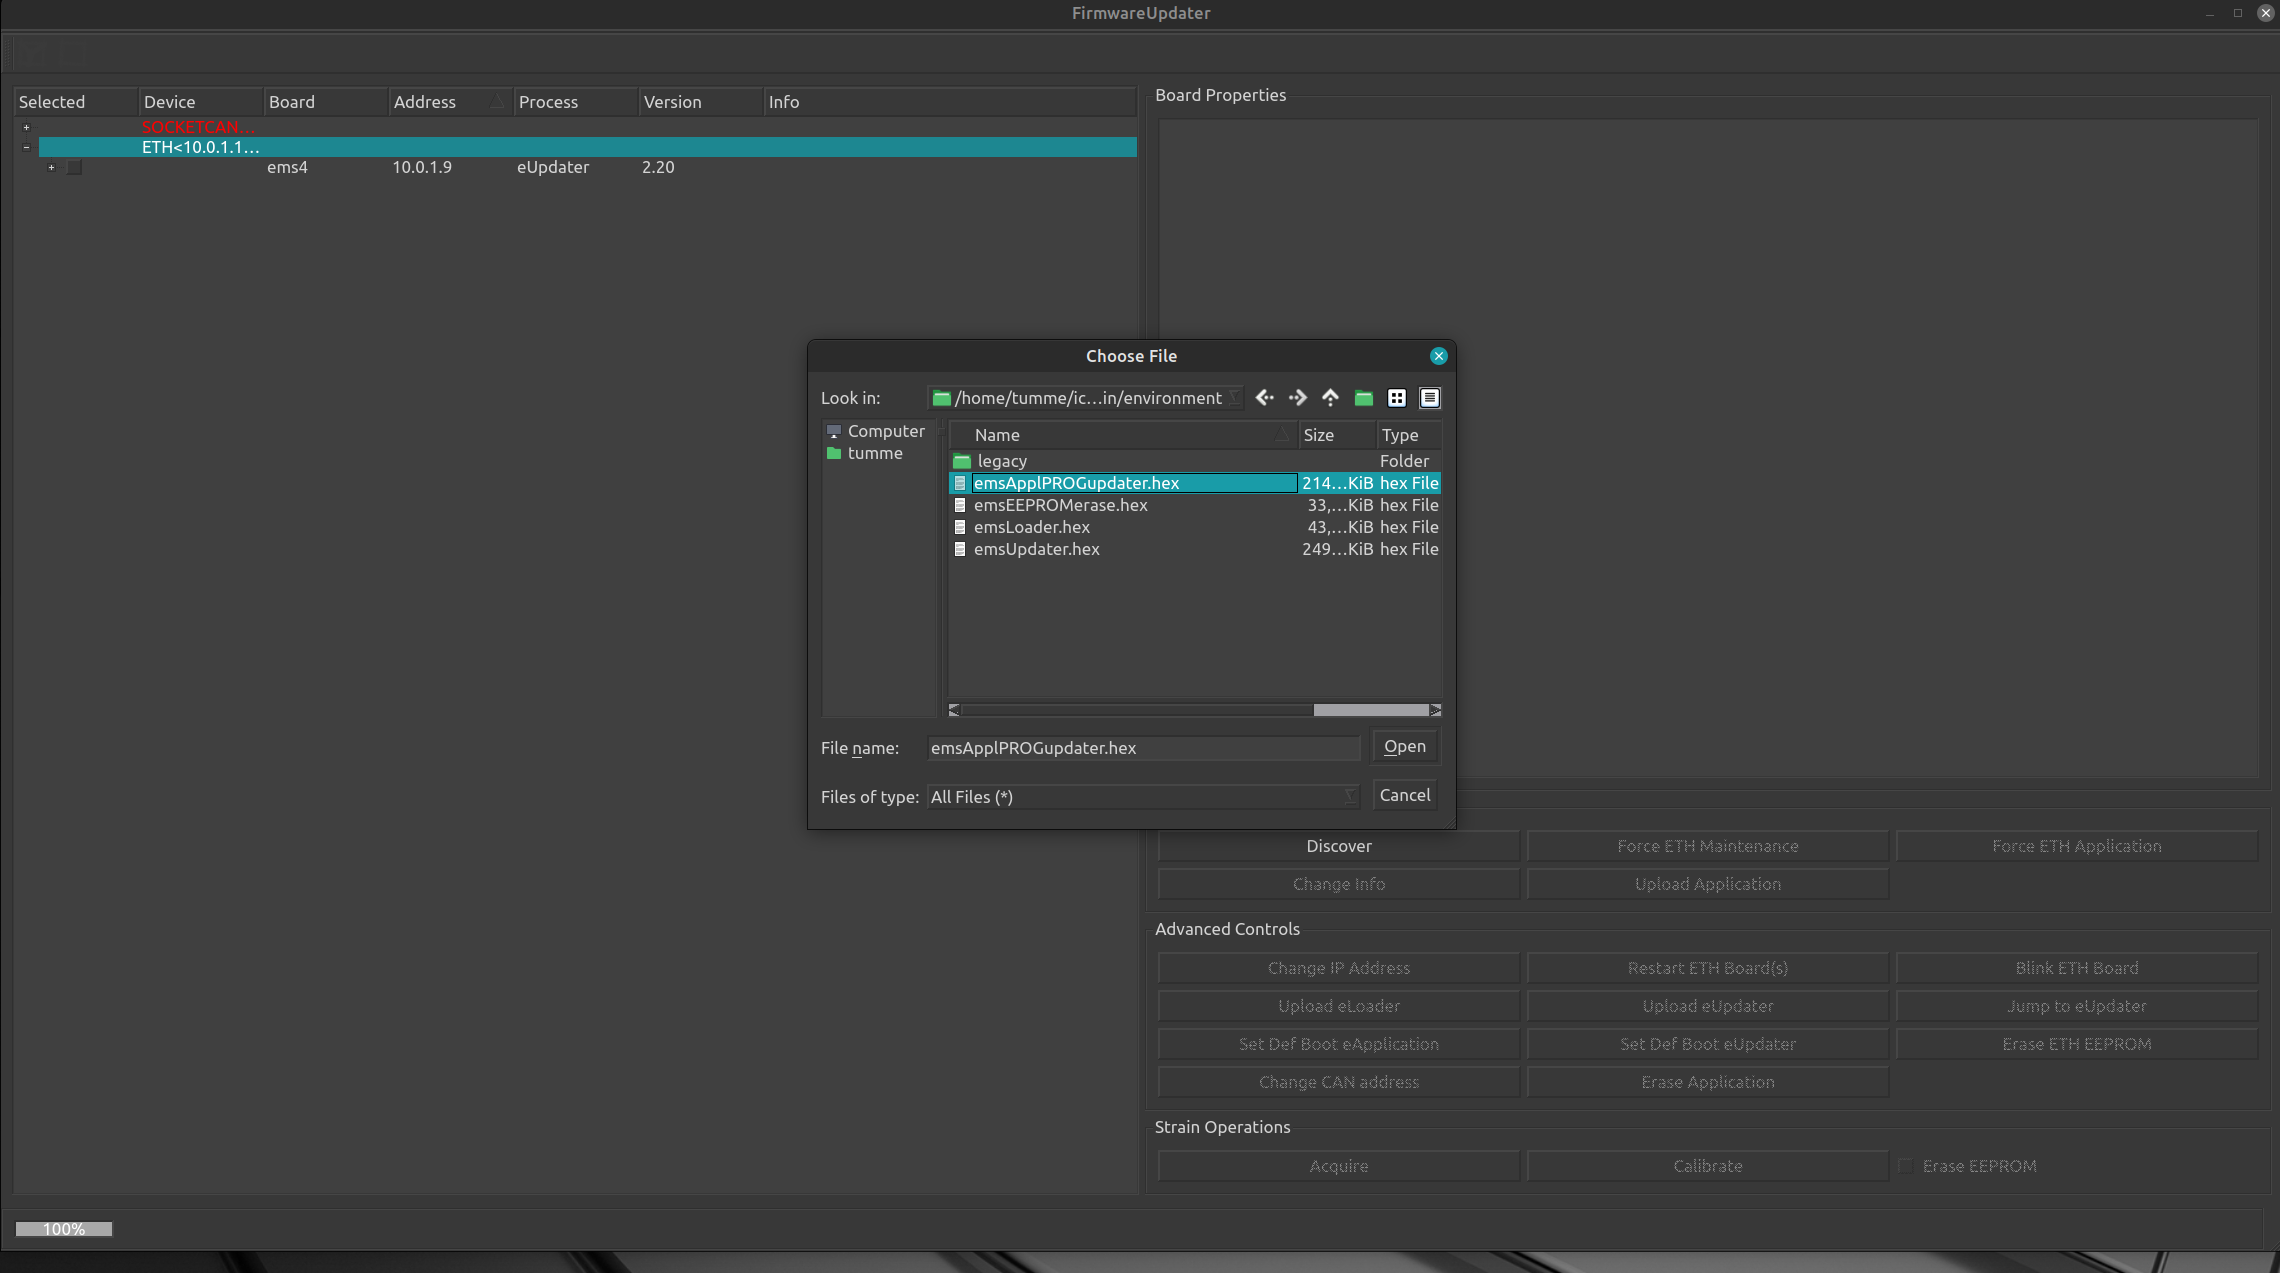 FirmwareUpdater
Selected Device Board Address Process Version Info
SOCKETCAN...
ETH<10.0.1.1...
ems4 10.0.1.9 eUpdater 2.20
100%
Board Properties
Choose File
Look in: /home/tumme/ic...in/environment
Computer
tumme
Name Size Type
legacy Folder
emsApplPROGupdater.hex 214...KiB hex File
emsEEPROMerase.hex 33,...KiB hex File
emsLoader.hex 43,...KiB hex File
emsUpdater.hex 249...KiB hex File
File name: emsApplPROGupdater.hex Open
Files of type: All Files (*) Cancel
Discover Force ETH Maintenance Force ETH Application
Change Info Upload Application
Advanced Controls
Change IP Address Restart ETH Board(s) Blink ETH Board
Upload eLoader Upload eUpdater Jump to eUpdater
Set Def Boot eApplication Set Def Boot eUpdater Erase ETH EEPROM
Change CAN address Erase Application
Strain Operations
Acquire Calibrate Erase EEPROM